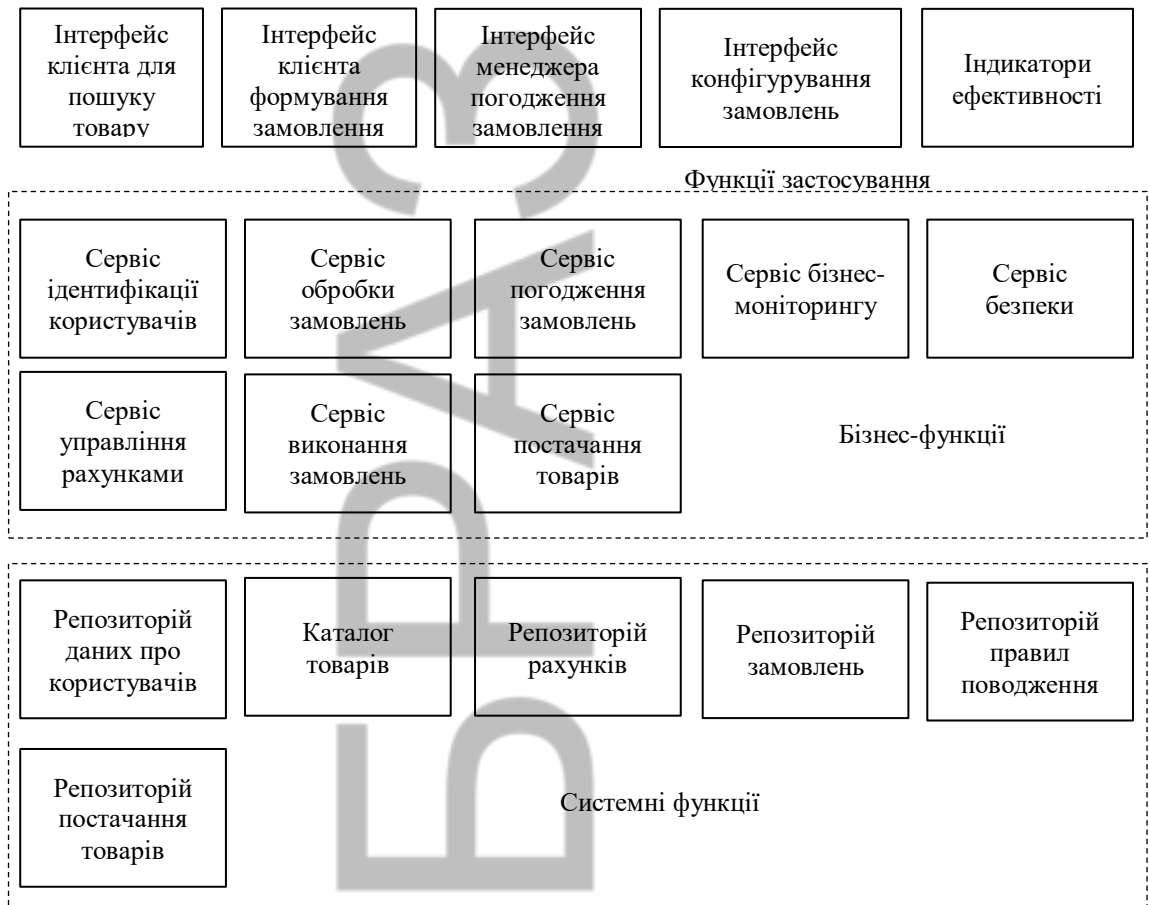 Інтерфейс
клієнта для
пошуку
товару
Інтерфейс
клієнта
формування
замовлення
Інтерфейс
менеджера
погодження
замовлення
Інтерфейс
конфігурування
замовлень
Індикатори
ефективності
Функції застосування
Сервіс
ідентифікації
користувачів
Сервіс
обробки
замовлень
Сервіс
погодження
замовлень
Сервіс бізнес-
моніторингу
Сервіс
безпеки
Сервіс
управління
рахунками
Сервіс
виконання
замовлень
Сервіс
постачання
товарів
Бізнес-функції
Репозиторій
даних про
користувачів
Каталог
товарів
Репозиторій
рахунків
Репозиторій
замовлень
Репозиторій
правил
поводження
Репозиторій
постачання
товарів
Системні функції
БРАЗ